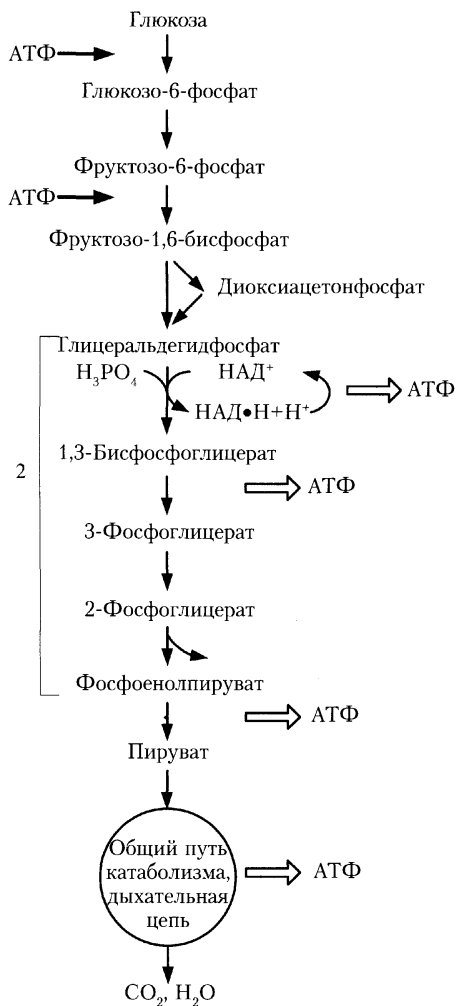 Глюкоза
АТФ
Глюкозо-6-фосфат
Фруктозо-6-фосфат
АТФ
Фруктозо-1,6-бисфосфат
Диоксиацетонфосфат
Глицеральдегидфосфат
H₃PO₄ НАД⁺
АТФ
НАД•Н+Н⁺
1,3-Бисфосфоглицерат
2
АТФ
3-Фосфоглицерат
2-Фосфоглицерат
Фосфоенолпируват
АТФ
Пируват
Общий путь
катаболизма,
АТФ
дыхательная
цепь
CO₂, H₂O